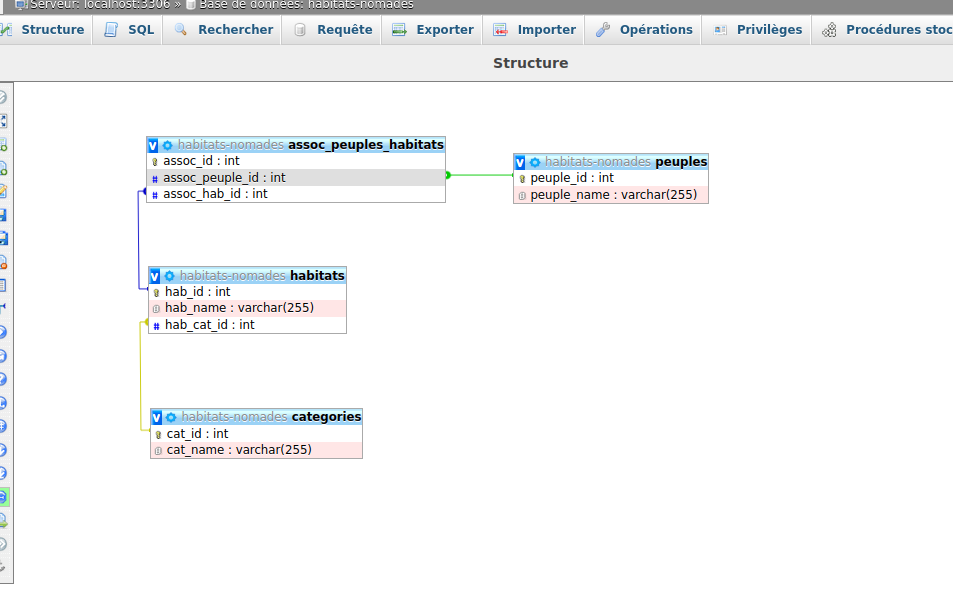 Serveur: localhost:3306 » Base de données: habitats-nomades
Structure SQL Rechercher Requête Exporter Importer Opérations Privilèges Procédures stoc
Structure
habitats-nomades assoc_peuples_habitats
assoc_id : int
assoc_peuple_id : int
assoc_hab_id : int
habitats-nomades peuples
peuple_id : int
peuple_name : varchar(255)
habitats-nomades habitats
hab_id : int
hab_name : varchar(255)
hab_cat_id : int
habitats-nomades categories
cat_id : int
cat_name : varchar(255)